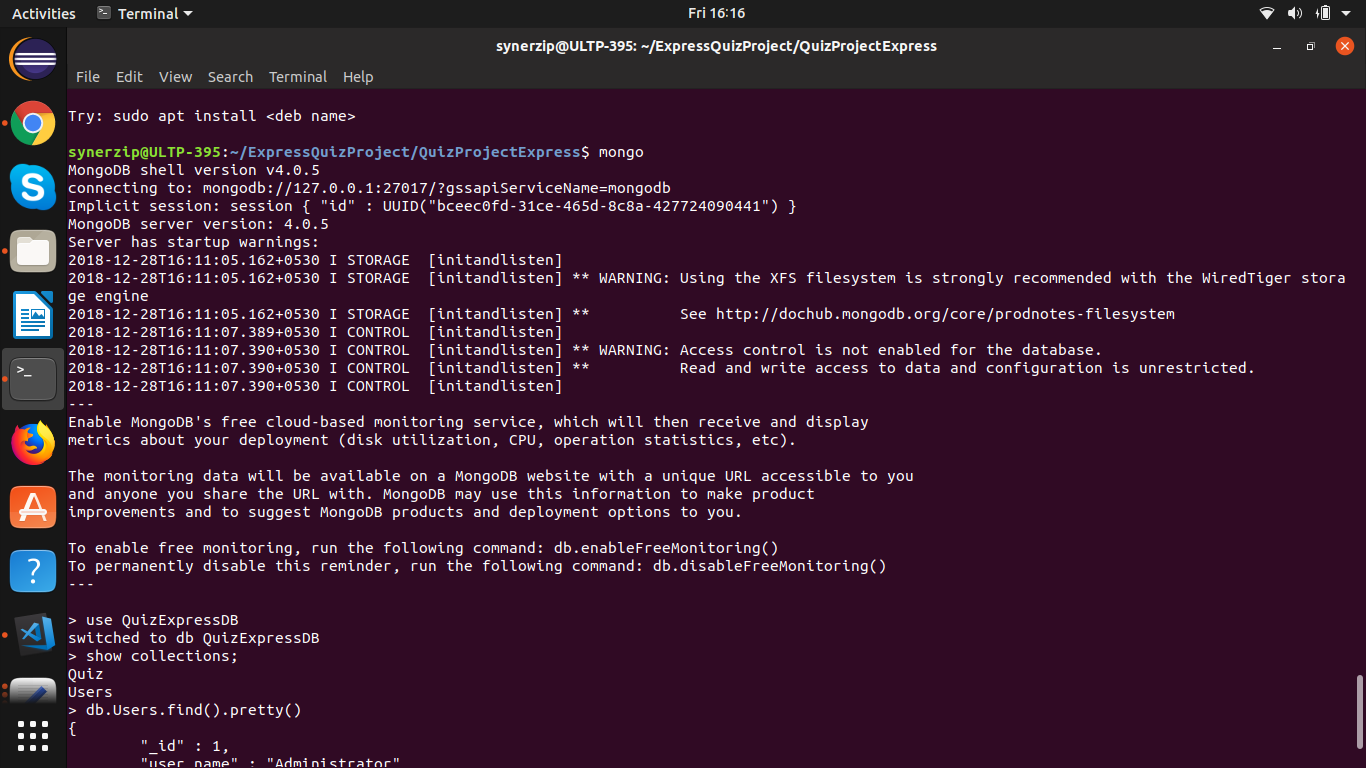 Activities Terminal Fri 16:16
synerzip@ULTP-395: ~/ExpressQuizProject/QuizProjectExpress
File Edit View Search Terminal Help
Try: sudo apt install <deb name>
synerzip@ULTP-395:~/ExpressQuizProject/QuizProjectExpress$ mongo
MongoDB shell version v4.0.5
connecting to: mongodb://127.0.0.1:27017/?gssapiServiceName=mongodb
Implicit session: session { "id" : UUID("bceec0fd-31ce-465d-8c8a-427724090441") }
MongoDB server version: 4.0.5
Server has startup warnings:
2018-12-28T16:11:05.162+0530 I STORAGE  [initandlisten]
2018-12-28T16:11:05.162+0530 I STORAGE  [initandlisten] ** WARNING: Using the XFS filesystem is strongly recommended with the WiredTiger stora
ge engine
2018-12-28T16:11:05.162+0530 I STORAGE  [initandlisten] **          See http://dochub.mongodb.org/core/prodnotes-filesystem
2018-12-28T16:11:07.389+0530 I CONTROL  [initandlisten]
2018-12-28T16:11:07.390+0530 I CONTROL  [initandlisten] ** WARNING: Access control is not enabled for the database.
2018-12-28T16:11:07.390+0530 I CONTROL  [initandlisten] **          Read and write access to data and configuration is unrestricted.
2018-12-28T16:11:07.390+0530 I CONTROL  [initandlisten]
---
Enable MongoDB's free cloud-based monitoring service, which will then receive and display
metrics about your deployment (disk utilization, CPU, operation statistics, etc).
The monitoring data will be available on a MongoDB website with a unique URL accessible to you
and anyone you share the URL with. MongoDB may use this information to make product
improvements and to suggest MongoDB products and deployment options to you.
To enable free monitoring, run the following command: db.enableFreeMonitoring()
To permanently disable this reminder, run the following command: db.disableFreeMonitoring()
---
> use QuizExpressDB
switched to db QuizExpressDB
> show collections;
Quiz
Users
> db.Users.find().pretty()
{
"_id" : 1,
"user_name" : "Administrator"